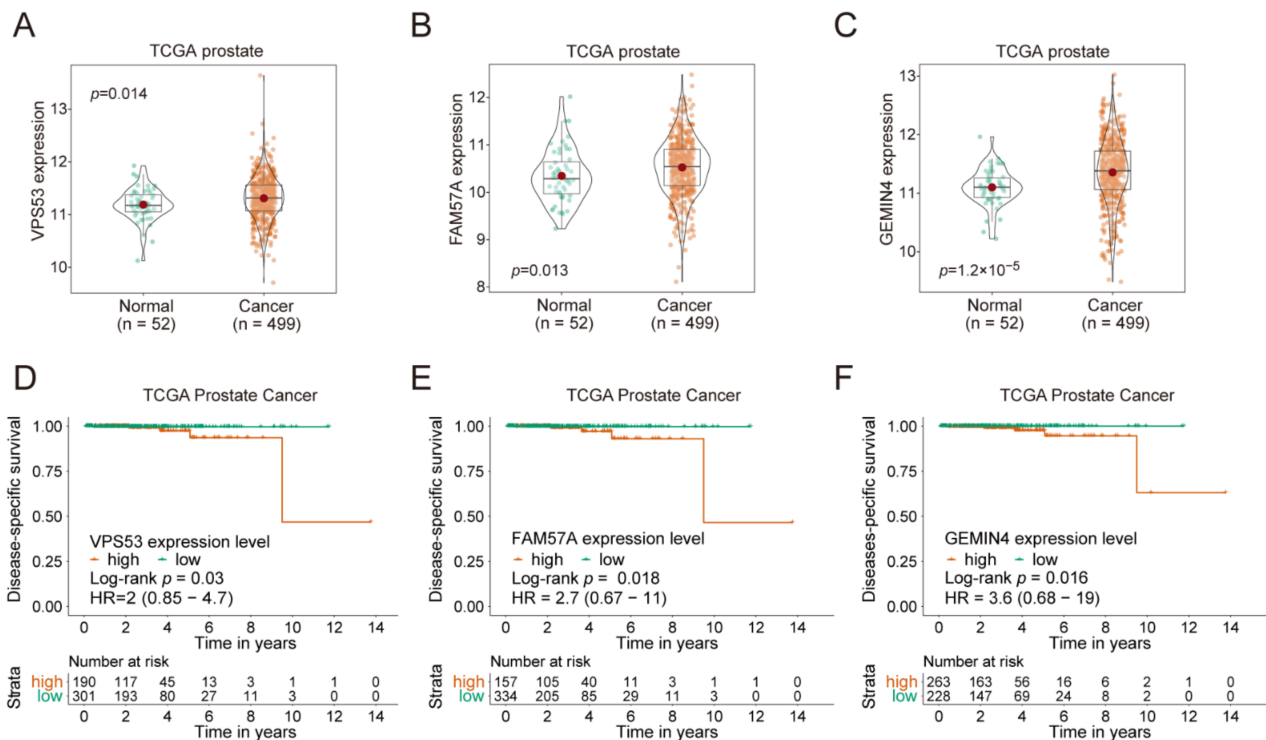 A
TCGA prostate
VPS53 expression
13
12
11
10
p=0.014
Normal
(n = 52)
Cancer
(n = 499)
B
TCGA prostate
FAM57A expression
12
11
10
9
8
p=0.013
Normal
(n = 52)
Cancer
(n = 499)
C
TCGA prostate
GEMIN4 expression
13
12
11
10
p=1.2×10⁻⁵
Normal
(n = 52)
Cancer
(n = 499)
D
TCGA Prostate Cancer
Disease-specific survival
1.00
0.75
0.50
0.25
0.00
VPS53 expression level
high low
Log-rank p = 0.03
HR=2 (0.85 − 4.7)
0 2 4 6 8 10 12 14
Time in years
Number at risk
Strata
high 190 117 45 13 3 1 1 0
low 301 193 80 27 11 3 0 0
0 2 4 6 8 10 12 14
Time in years
E
TCGA Prostate Cancer
Disease-specific survival
1.00
0.75
0.50
0.25
0.00
FAM57A expression level
high low
Log-rank p = 0.018
HR = 2.7 (0.67 − 11)
0 2 4 6 8 10 12 14
Time in years
Number at risk
Strata
high 157 105 40 11 3 1 1 0
low 334 205 85 29 11 3 0 0
0 2 4 6 8 10 12 14
Time in years
F
TCGA Prostate Cancer
Diseases-pecific survival
1.00
0.75
0.50
0.25
0.00
GEMIN4 expression level
high low
Log-rank p = 0.016
HR = 3.6 (0.68 − 19)
0 2 4 6 8 10 12 14
Time in years
Number at risk
Strata
high 263 163 56 16 6 2 1 0
low 228 147 69 24 8 2 0 0
0 2 4 6 8 10 12 14
Time in years